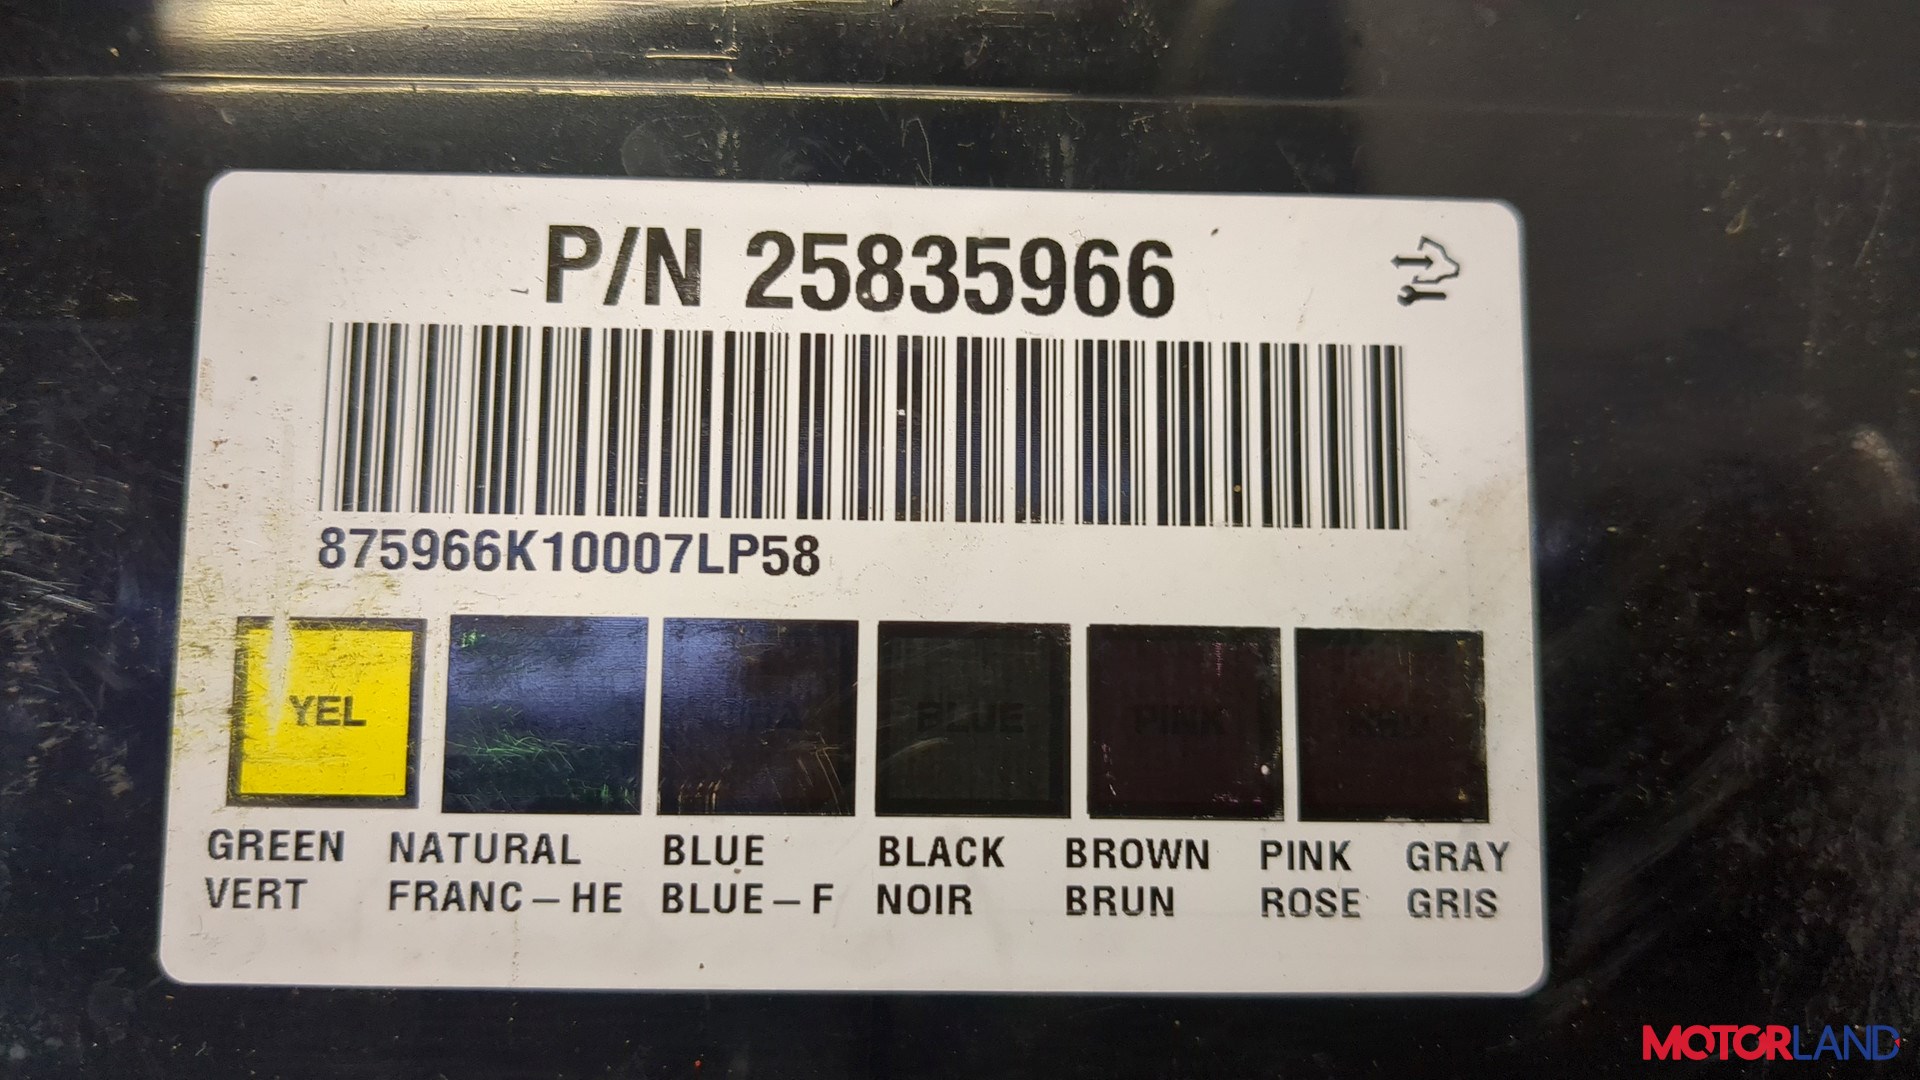 P/N 25835966
875966K10007LP58
YEL BLUE PINK
GREEN NATURAL BLUE BLACK BROWN PINK GRAY
VERT FRANC-HE BLUE-F NOIR BRUN ROSE GRIS
MOTORLAND